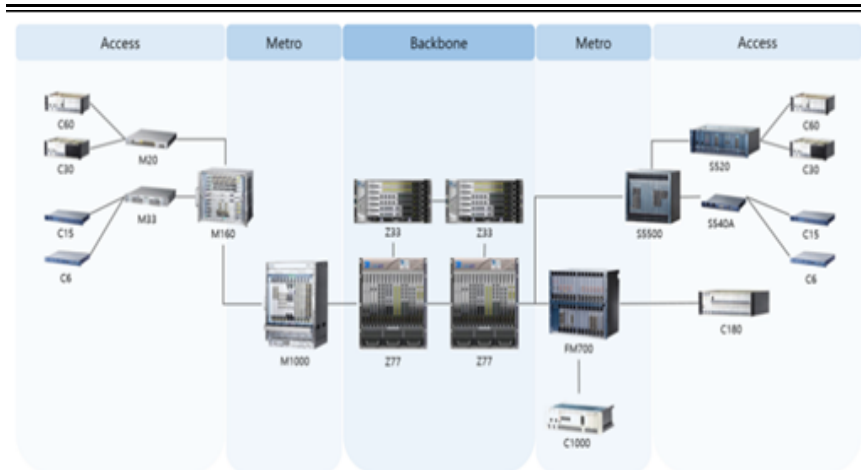 Access
Metro
Backbone
Metro
Access
C60
C30
M20
C15
C6
M33
M160
M1000
Z33
Z33
Z77
Z77
S5500
S520
S540A
C60
C30
C15
C6
FM700
C180
C1000